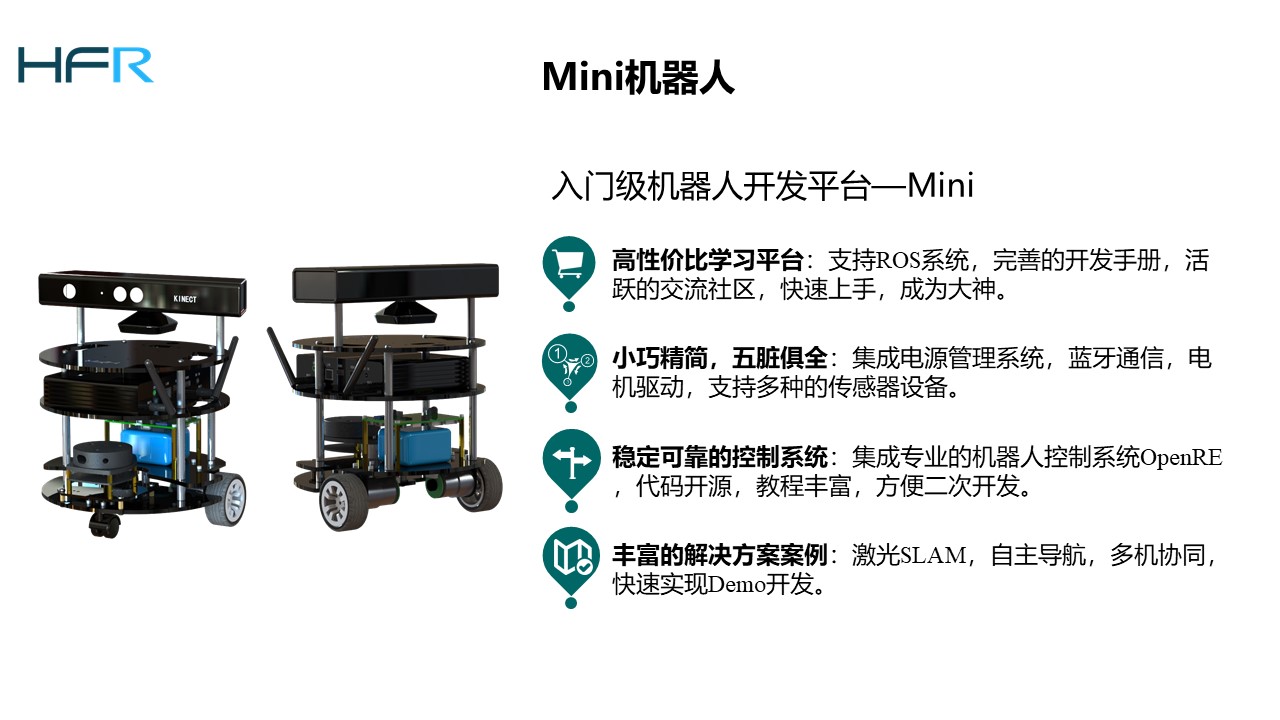 HFR
Mini机器人
入门级机器人开发平台—Mini
KINECT
高性价比学习平台：支持ROS系统，完善的开发手册，活
跃的交流社区，快速上手，成为大神。
1 2
小巧精简，五脏俱全：集成电源管理系统，蓝牙通信，电
机驱动，支持多种的传感器设备。
稳定可靠的控制系统：集成专业的机器人控制系统OpenRE
，代码开源，教程丰富，方便二次开发。
丰富的解决方案案例：激光SLAM，自主导航，多机协同，
快速实现Demo开发。